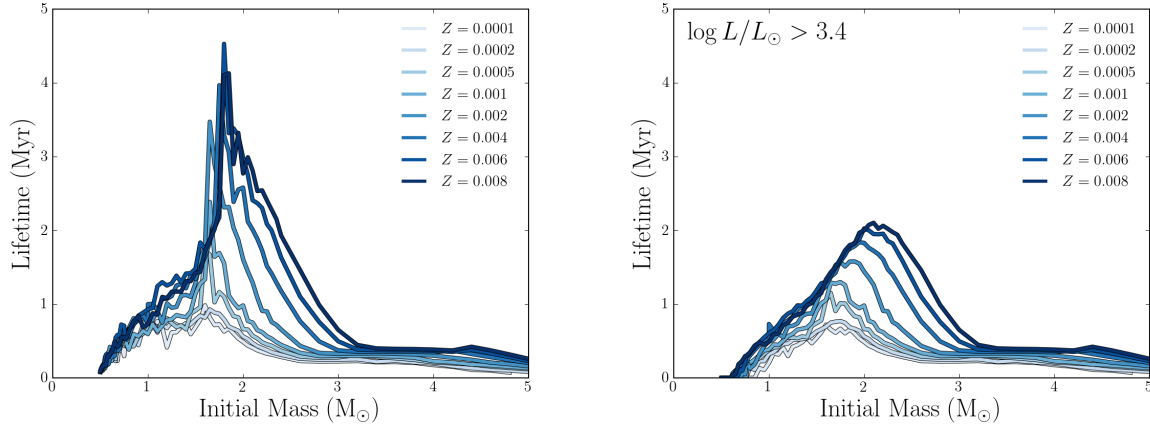 5
4
3
2
1
0
Lifetime (Myr)
Z = 0.0001
Z = 0.0002
Z = 0.0005
Z = 0.001
Z = 0.002
Z = 0.004
Z = 0.006
Z = 0.008
0 1 2 3 4 5
Initial Mass (M⊙)
log L/L⊙ > 3.4
5
4
3
2
1
0
Lifetime (Myr)
Z = 0.0001
Z = 0.0002
Z = 0.0005
Z = 0.001
Z = 0.002
Z = 0.004
Z = 0.006
Z = 0.008
0 1 2 3 4 5
Initial Mass (M⊙)